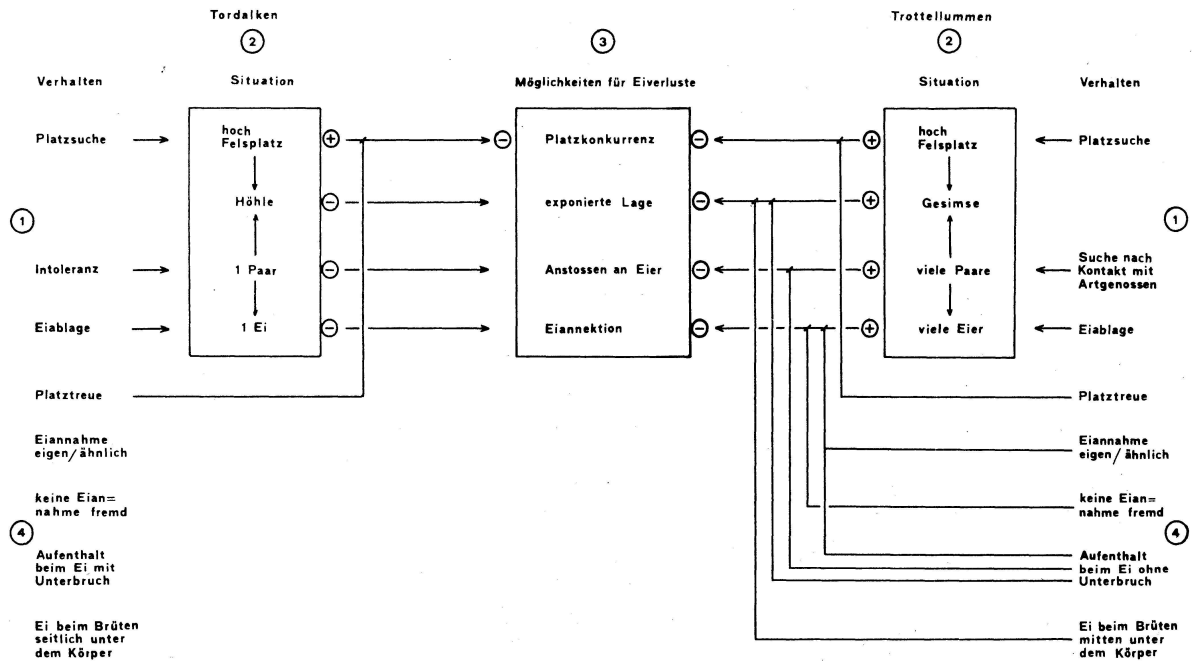 Tordalken
2
3
Trottellummen
2
Verhalten
Situation
Möglichkeiten für Eiverluste
Situation
Verhalten
Platzsuche
hoch
Felsplatz
+
-
Platzkonkurrenz
-
+
hoch
Felsplatz
Platzsuche
1
Höhle
-
exponierte Lage
-
+
Gesimse
1
Intoleranz
1 Paar
-
Anstossen an Eier
-
+
viele Paare
Suche nach
Kontakt mit
Artgenossen
Eiablage
1 Ei
-
Eiannektion
-
+
viele Eier
Eiablage
Platztreue
Platztreue
Eiannahme
eigen/ähnlich
Eiannahme
eigen/ähnlich
keine Eian=
nahme fremd
keine Eian=
nahme fremd
4
4
Aufenthalt
beim Ei mit
Unterbruch
Aufenthalt
beim Ei ohne
Unterbruch
Ei beim Brüten
seitlich unter
dem Körper
Ei beim Brüten
mitten unter
dem Körper